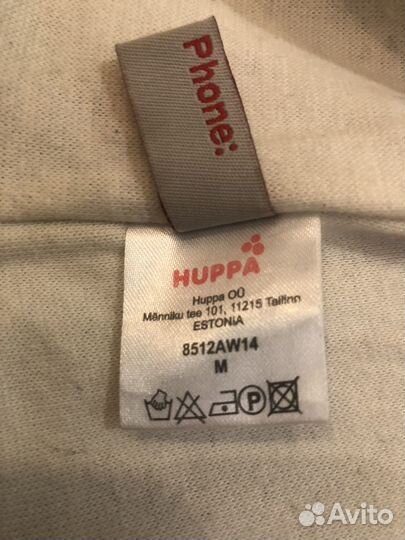 Phone:
HUPPA
Huppa OÜ
Männiku tee 101, 11215 Tallinn
ESTONIA
8512AW14
M
P
Avito